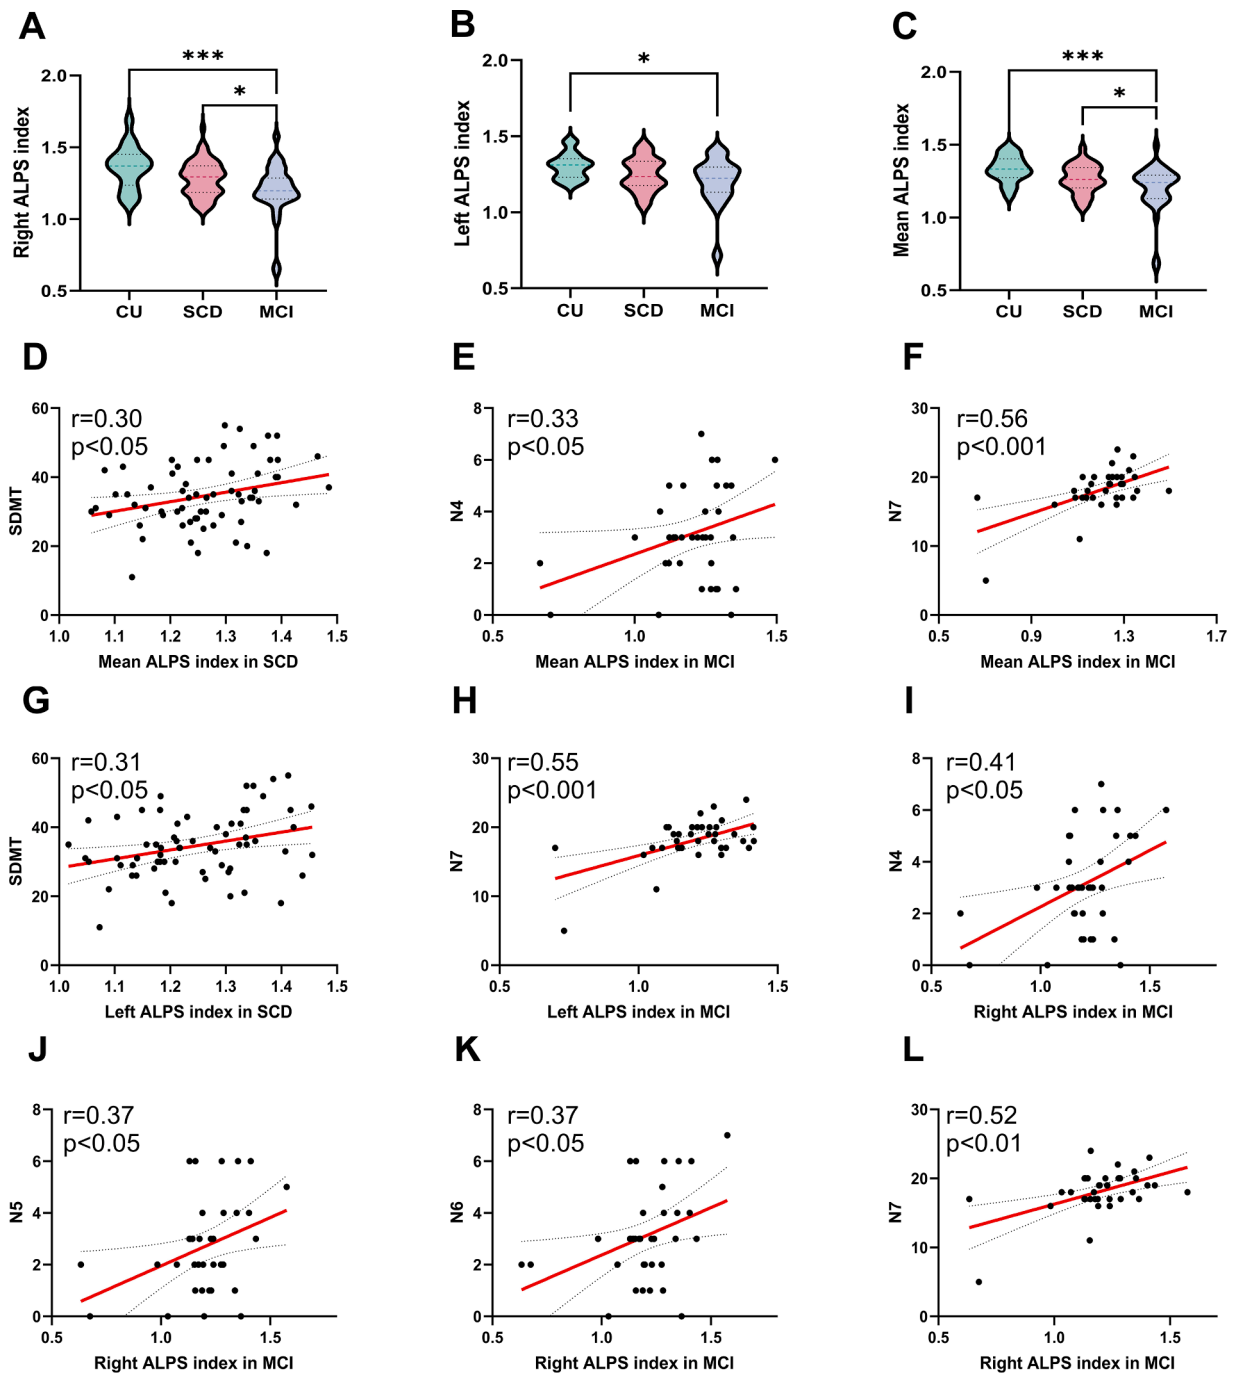 A
B
C
***
*
2.0
1.5
1.0
0.5
Right ALPS index
CU
SCD
MCI
*
2.0
1.5
1.0
0.5
Left ALPS index
CU
SCD
MCI
***
*
2.0
1.5
1.0
0.5
Mean ALPS index
CU
SCD
MCI
D
E
F
r=0.30
p<0.05
60
40
20
0
SDMT
1.0 1.1 1.2 1.3 1.4 1.5
Mean ALPS index in SCD
r=0.33
p<0.05
8
6
4
2
0
N4
0.5 1.0 1.5
Mean ALPS index in MCI
r=0.56
p<0.001
30
20
10
0
N7
0.5 0.9 1.3 1.7
Mean ALPS index in MCI
G
H
I
r=0.31
p<0.05
60
40
20
0
SDMT
1.0 1.1 1.2 1.3 1.4 1.5
Left ALPS index in SCD
r=0.55
p<0.001
30
20
10
0
N7
0.5 1.0 1.5
Left ALPS index in MCI
r=0.41
p<0.05
8
6
4
2
0
N4
0.5 1.0 1.5
Right ALPS index in MCI
J
K
L
r=0.37
p<0.05
8
6
4
2
0
N5
0.5 1.0 1.5
Right ALPS index in MCI
r=0.37
p<0.05
8
6
4
2
0
N6
0.5 1.0 1.5
Right ALPS index in MCI
r=0.52
p<0.01
30
20
10
0
N7
0.5 1.0 1.5
Right ALPS index in MCI